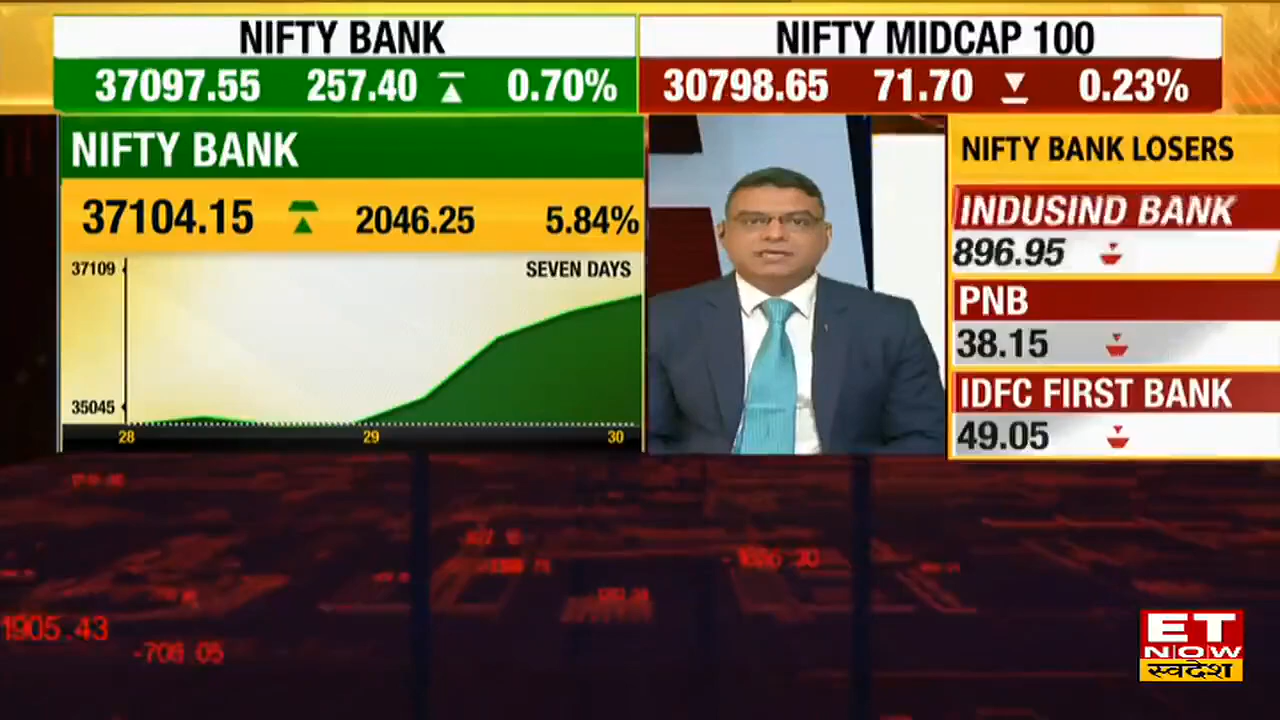 NIFTY BANK
37097.55 257.40 0.70%
NIFTY MIDCAP 100
30798.65 71.70 0.23%
NIFTY BANK
37104.15 2046.25 5.84%
37109
SEVEN DAYS
35045
28 29 30
NIFTY BANK LOSERS
INDUSIND BANK
896.95
PNB
38.15
IDFC FIRST BANK
49.05
1905.43
-706 05
ET
NOW
स्वदेश